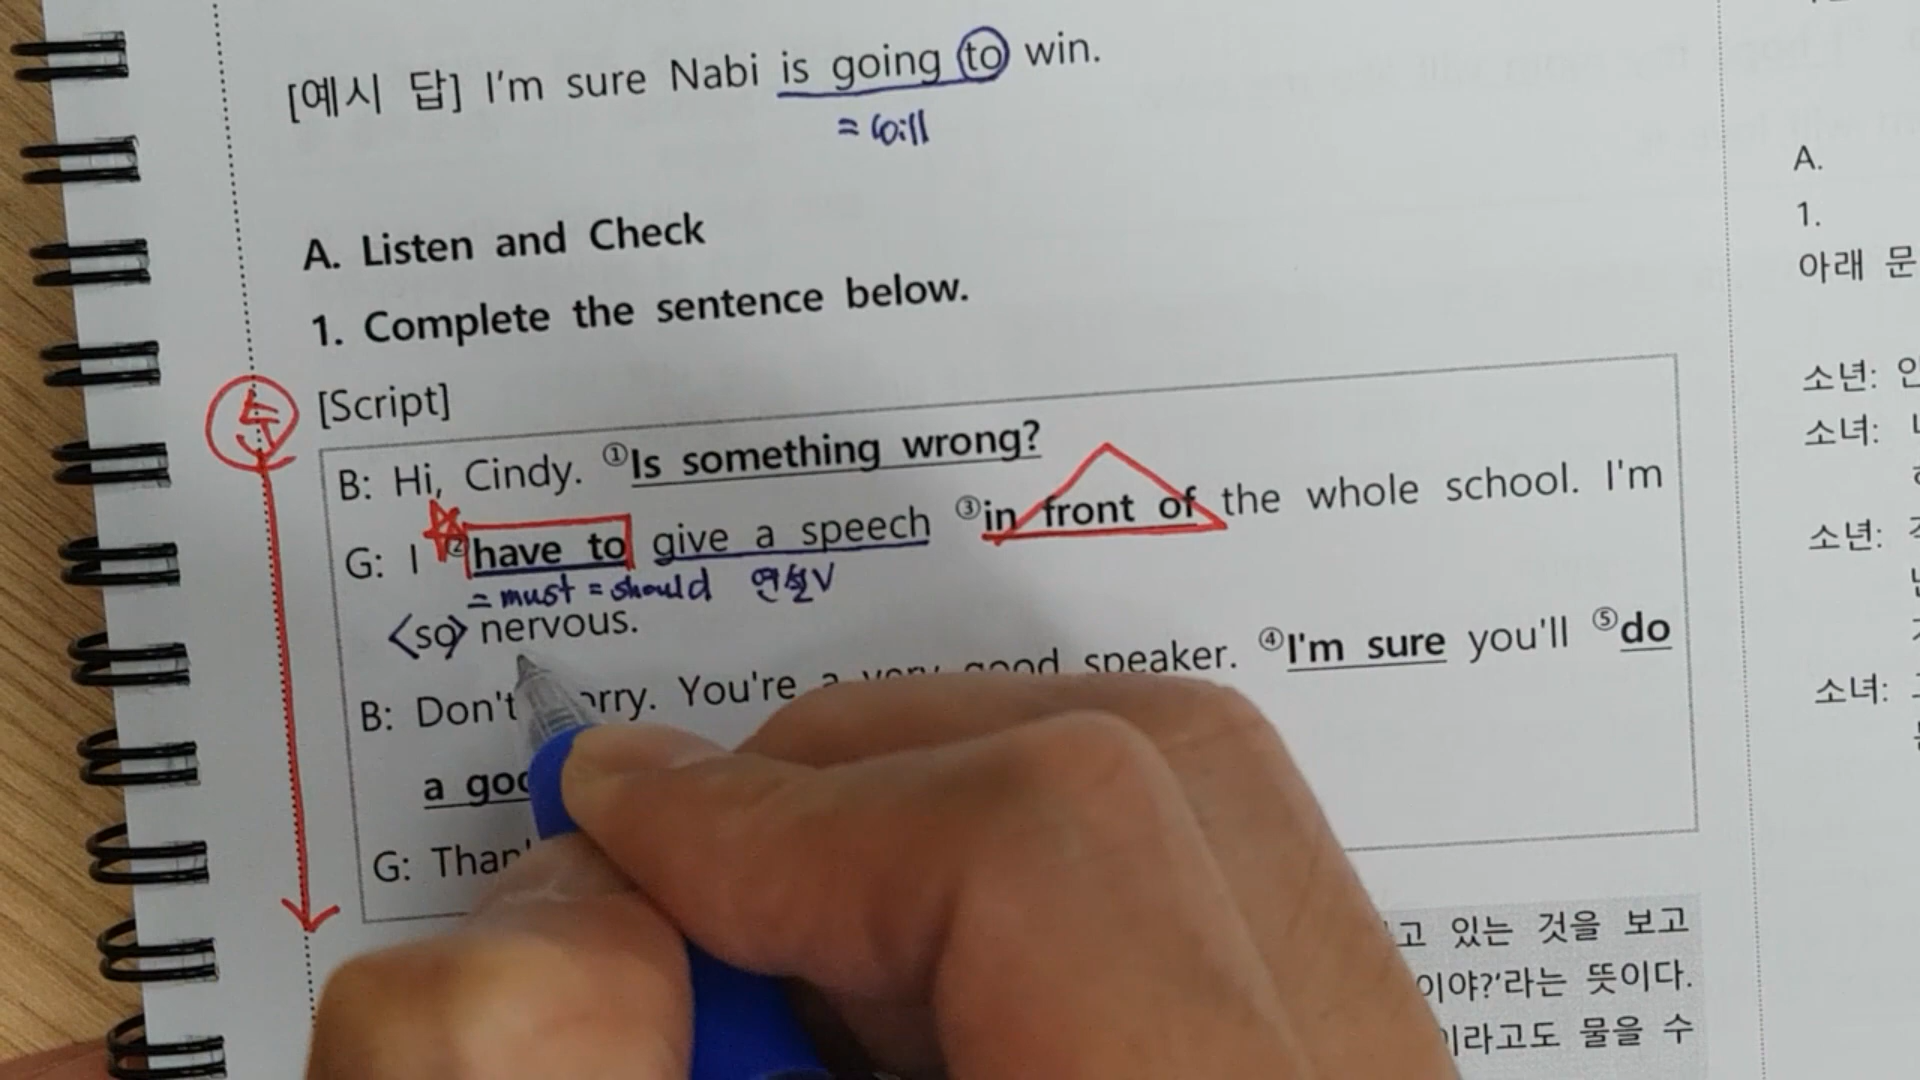 [예시 답] I'm sure Nabi is going to win.
= will
A. Listen and Check
1. Complete the sentence below.
[Script]
B: Hi, Cindy. ①Is something wrong?
G: I ②have to give a speech ③in front of the whole school. I'm
= must = should 연설V
<so> nervous.
B: Don't You're a very good speaker. ④I'm sure you'll ⑤do
a
G:
고 있는 것을 보고
이야?'라는 뜻이다.
이라고도 물을 수
A.
1.
아래 문
소년:
소녀:
소년:
소녀: